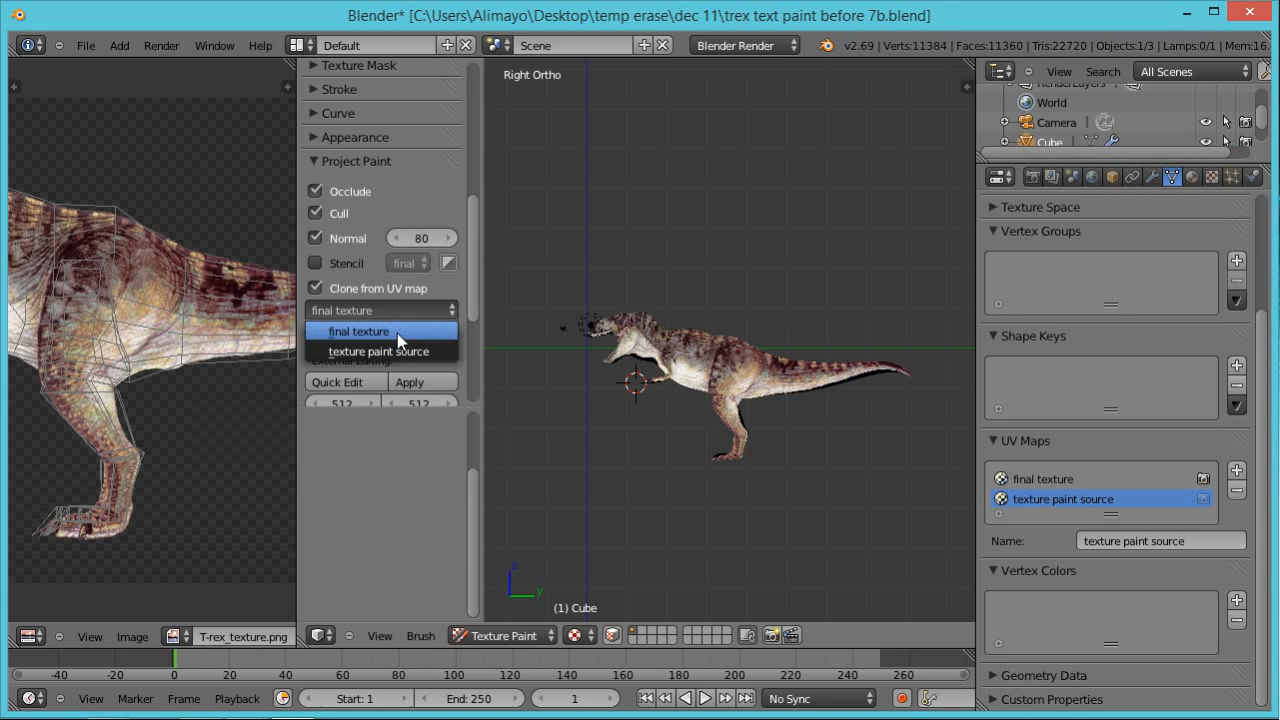 Blender* [C:\Users\Alimayo\Desktop\temp erase\dec 11\trex text paint before 7b.blend]
File Add Render Window Help Default Scene Blender Render v2.69 | Verts:11384 | Faces:11360 | Tris:22720 | Objects:1/3 | Lamps:0/1 | Mem:16.
Texture Mask
Stroke
Curve
Appearance
Project Paint
Occlude
Cull
Normal 80
Stencil final
Clone from UV map
final texture
final texture
texture paint source
External Editing
Quick Edit Apply
512 512
Right Ortho
z
y
(1) Cube
View Search All Scenes
RenderLayers
World
Camera
Cube
Texture Space
Vertex Groups
Shape Keys
UV Maps
final texture
texture paint source
Name: texture paint source
Vertex Colors
Geometry Data
Custom Properties
View Image T-rex_texture.png
View Brush Texture Paint
-40 -20 0 20 40 60 80 100 120 140 160 180 200 220 240 260
View Marker Frame Playback Start: 1 End: 250 1 No Sync